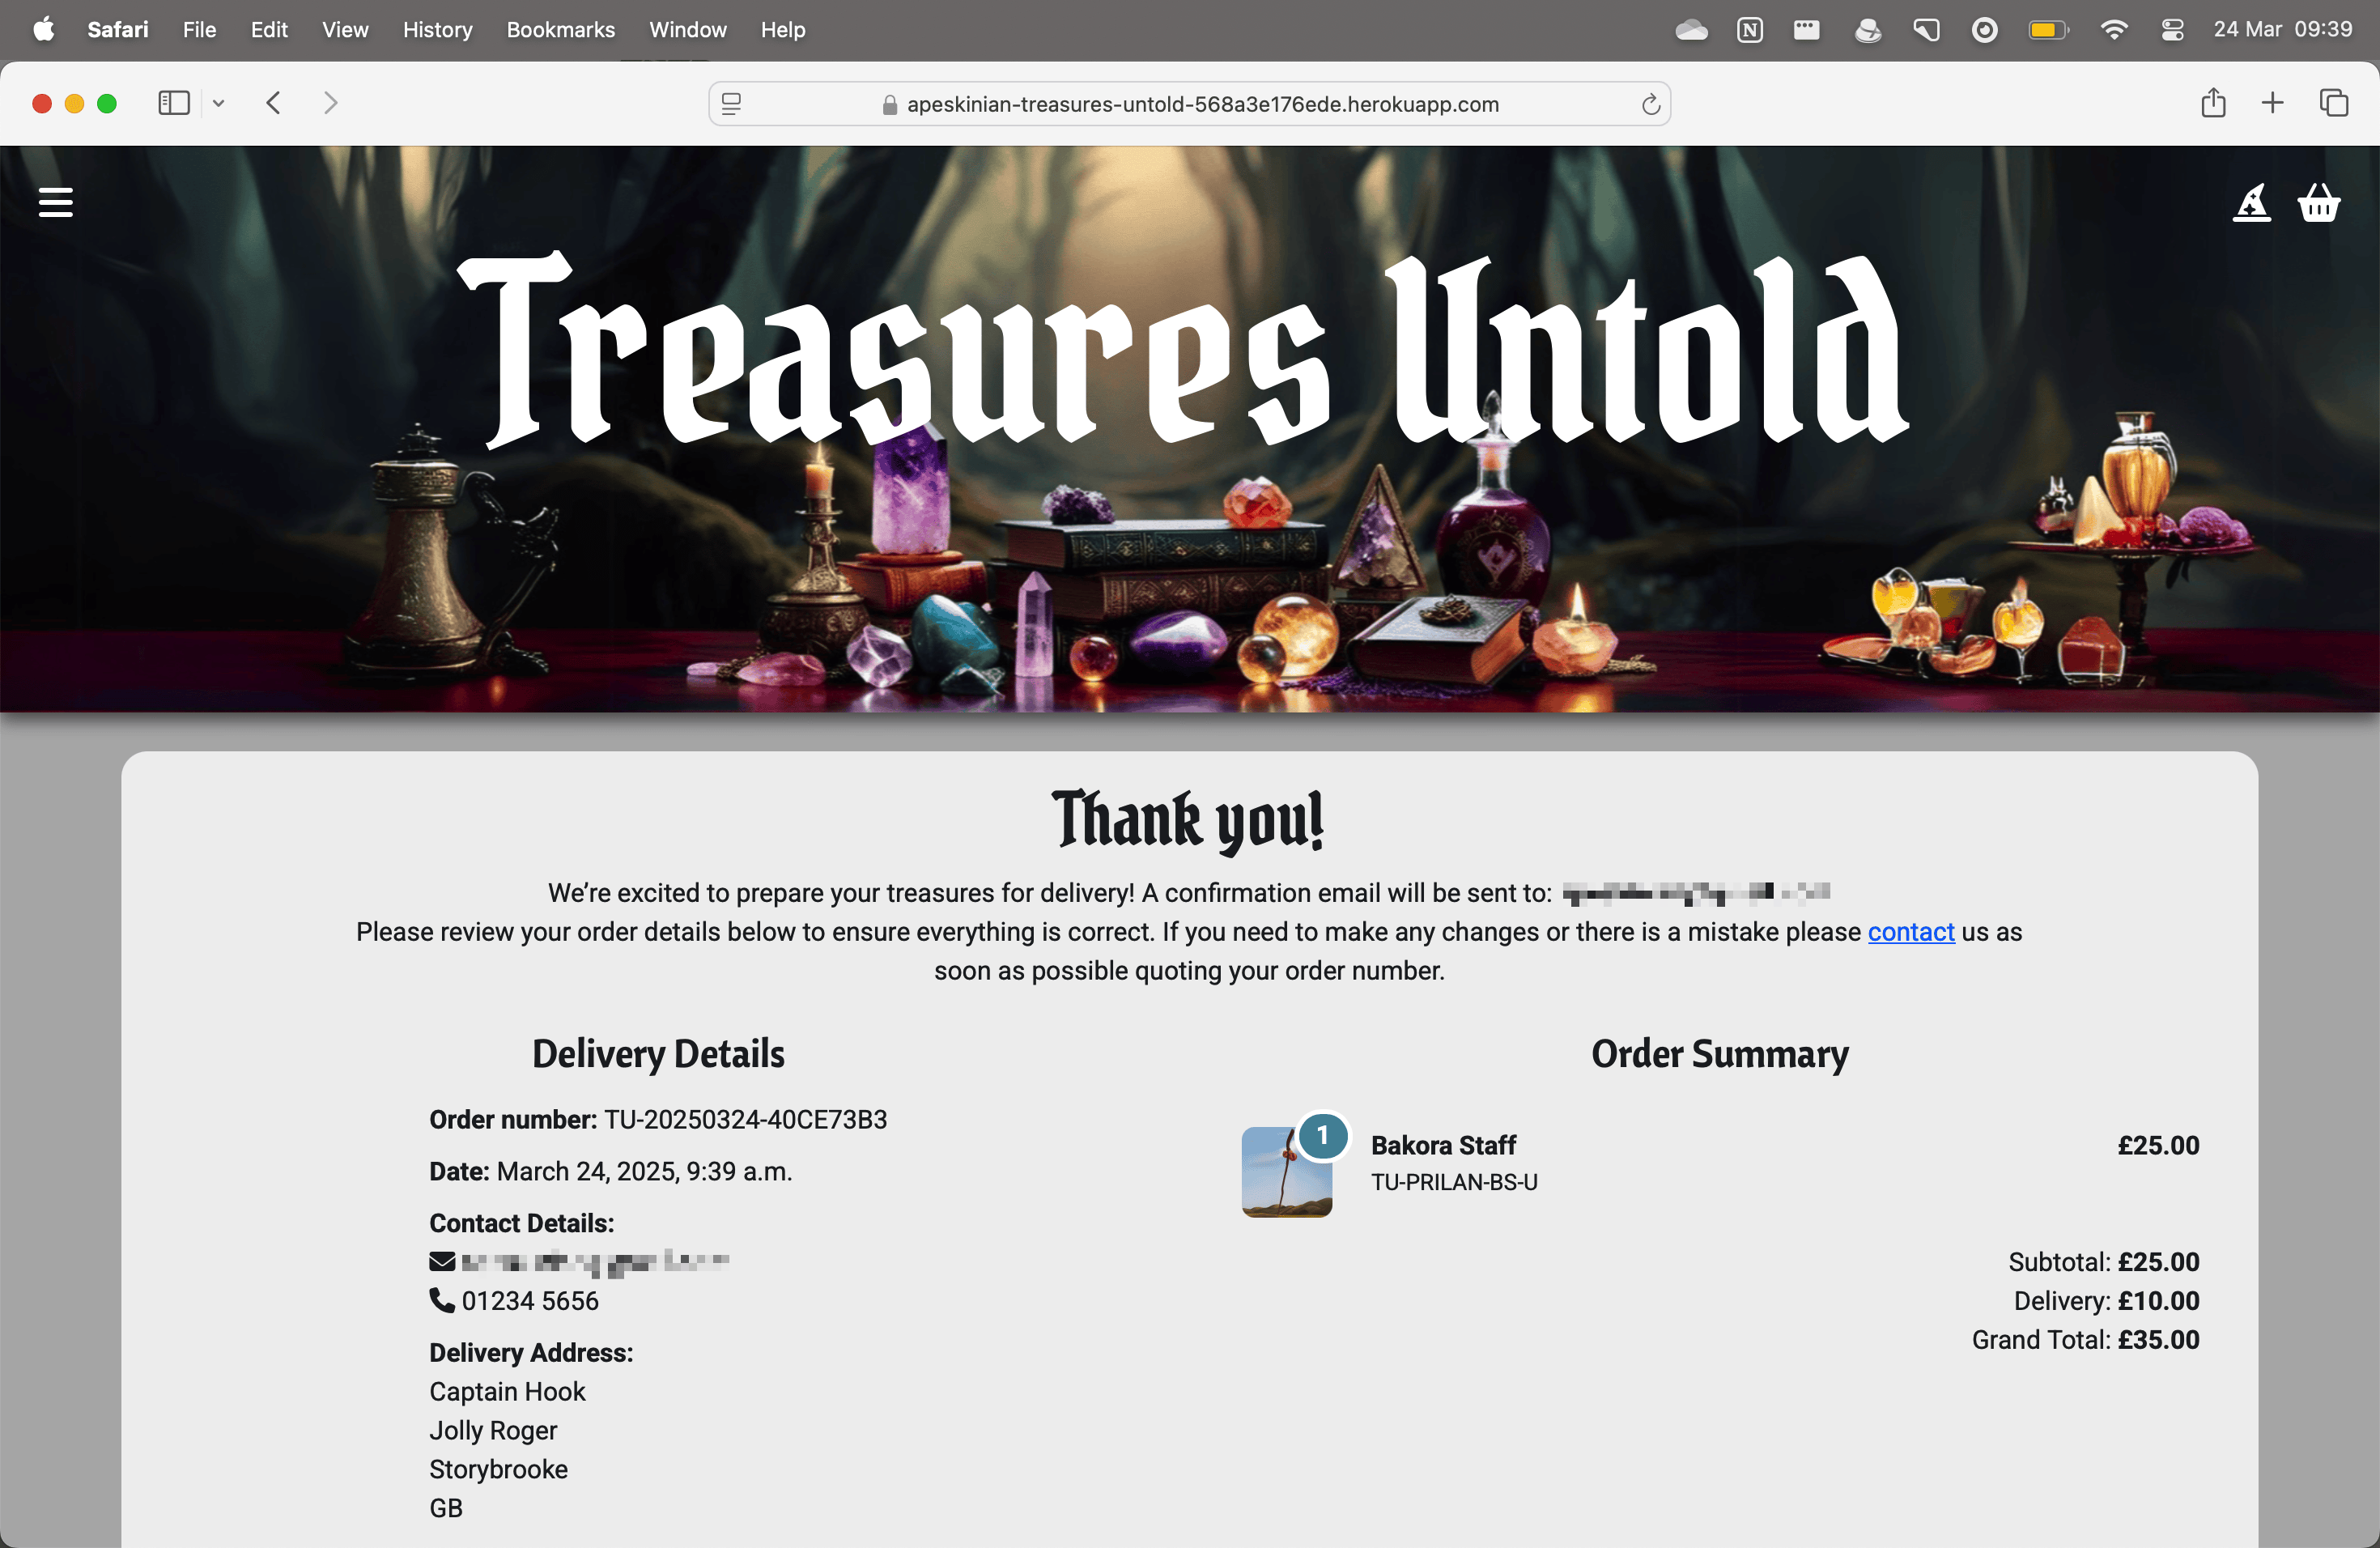 Safari File Edit View History Bookmarks Window Help 24 Mar 09:39
apeskinian-treasures-untold-568a3e176ede.herokuapp.com
Treasures Untold
Thank you!
We’re excited to prepare your treasures for delivery! A confirmation email will be sent to:
Please review your order details below to ensure everything is correct. If you need to make any changes or there is a mistake please contact us as
soon as possible quoting your order number.
Delivery Details
Order number: TU-20250324-40CE73B3
Date: March 24, 2025, 9:39 a.m.
Contact Details:
01234 5656
Delivery Address:
Captain Hook
Jolly Roger
Storybrooke
GB
Order Summary
1
Bakora Staff £25.00
TU-PRILAN-BS-U
Subtotal: £25.00
Delivery: £10.00
Grand Total: £35.00